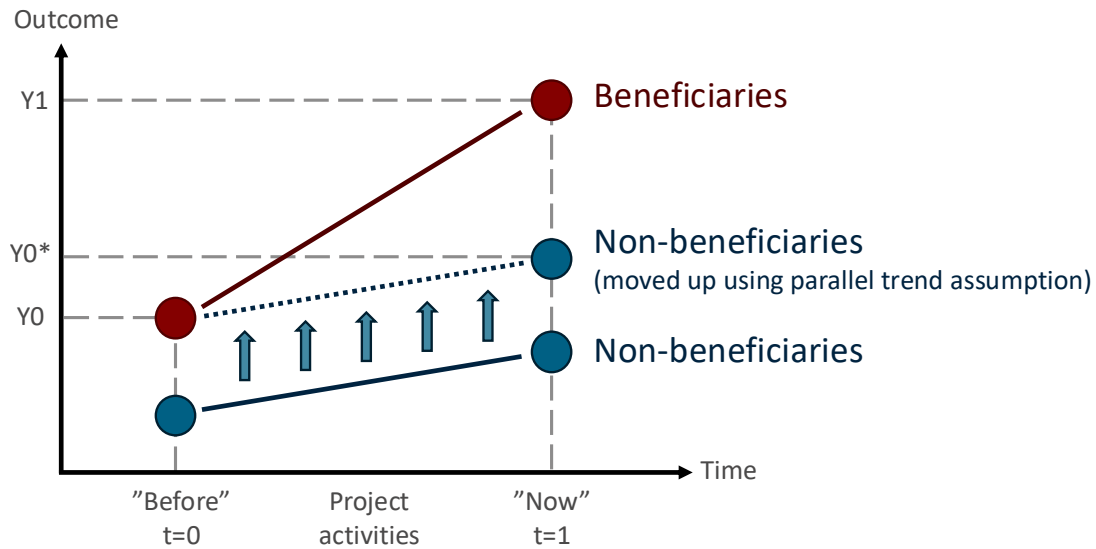 Outcome
Y1
Beneficiaries
Y0*
Non-beneficiaries
(moved up using parallel trend assumption)
Y0
Non-beneficiaries
Time
”Before”
t=0
Project
activities
”Now”
t=1